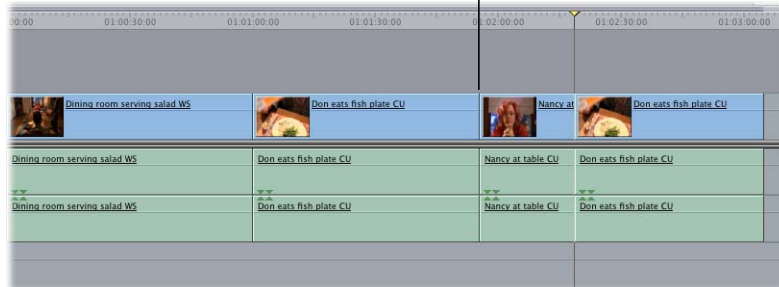 00:00 01:00:30:00 01:01:00:00 01:01:30:00 01:02:00:00 01:02:30:00 01:03:00:00
Dining room serving salad WS Don eats fish plate CU Nancy at Don eats fish plate CU
Dining room serving salad WS Don eats fish plate CU Nancy at table CU Don eats fish plate CU
Dining room serving salad WS Don eats fish plate CU Nancy at table CU Don eats fish plate CU